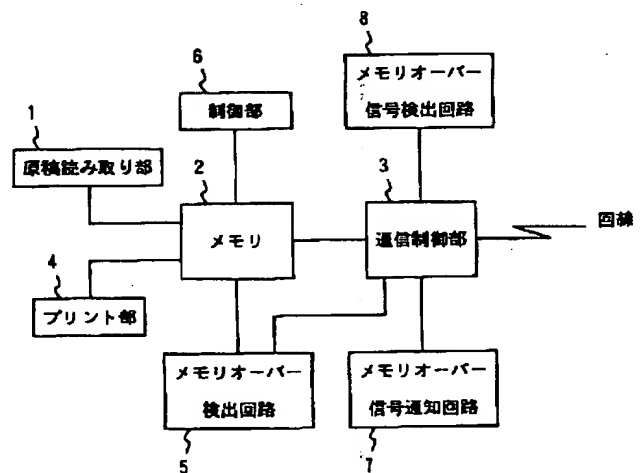 8
メモリオーバー
信号検出回路
6
制御部
1
原稿読み取り部
2
メモリ
3
通信制御部
回線
4
プリント部
メモリオーバー
検出回路
5
メモリオーバー
信号通知回路
7